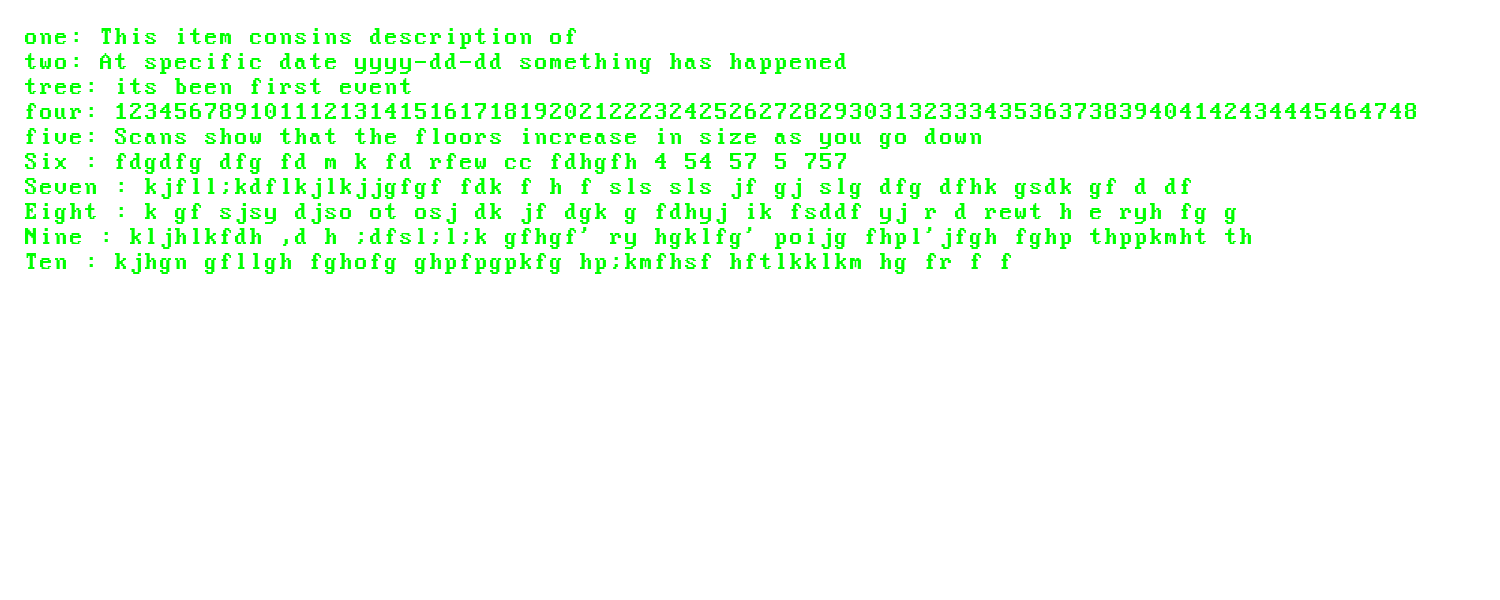 one: This item consins description of
two: At specific date yyyy-dd-dd something has happened
tree: its been first event
four: 123456789101112131415161718192021222324252627282930313233343536373839404142434445464748
five: Scans show that the floors increase in size as you go down
Six : fdgdfg dfg fd m k fd rfew cc fdhgfh 4 54 57 5 757
Seven : kjfll;kdflkjlkjjgfgf fdk f h f sls sls jf gj slg dfg dfhk gsdk gf d df
Eight : k gf sjsy djso ot osj dk jf dgk g fdhyj ik fsddf yj r d rewt h e ryh fg g
Nine : kljhlkfdh ,d h ;dfsl;l;k gfhgf' ry hgklfg' poijg fhpl'jfgh fghp thppkmht th
Ten : kjhgn gfllgh fghofg ghpfpgpkfg hp;kmfhsf hftlkklkm hg fr f f